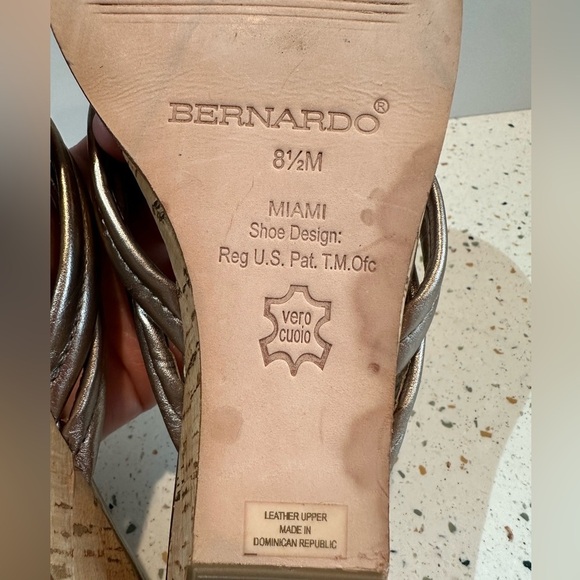 BERNARDO®
8½M
MIAMI
Shoe Design:
Reg U.S. Pat. T.M.Ofc
vero
cuoio
LEATHER UPPER
MADE IN
DOMINICAN REPUBLIC